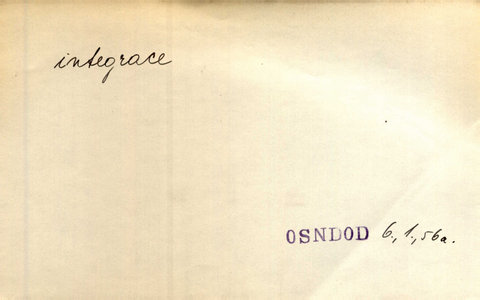 integrace
OSNDOD 6., 1., 56a.